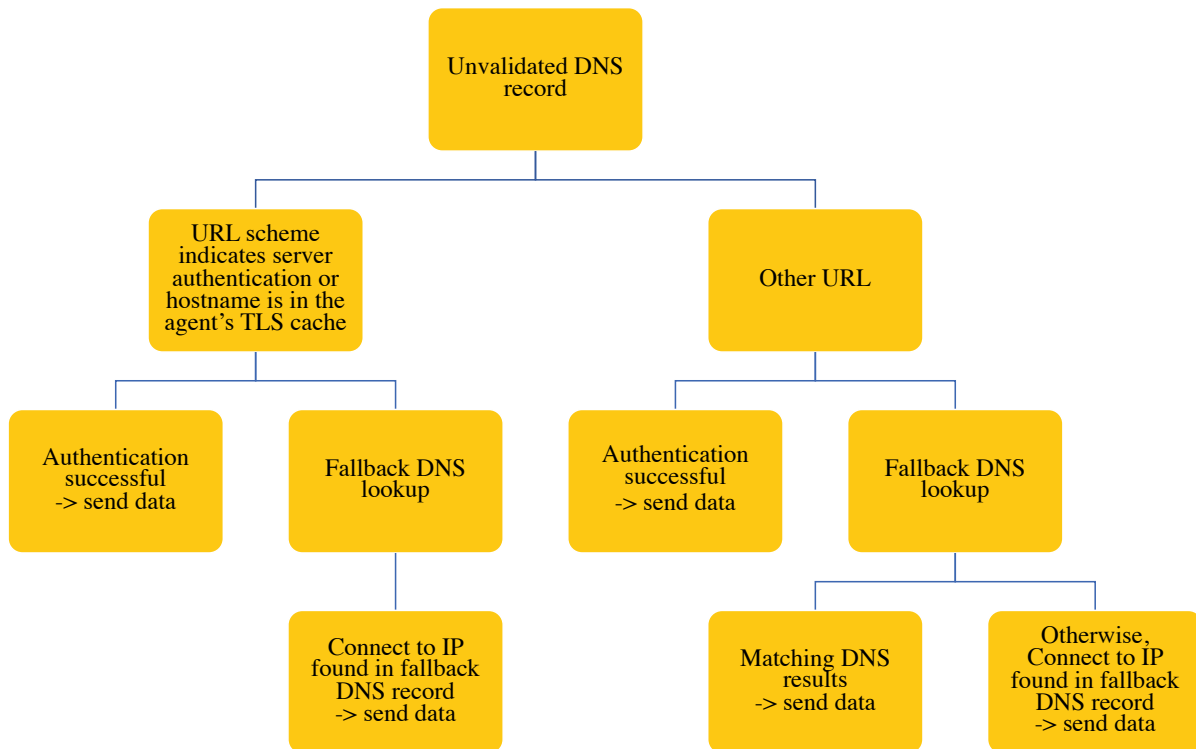 Unvalidated DNS
record
URL scheme
indicates server
authentication or
hostname is in the
agent’s TLS cache
Other URL
Authentication
successful
-> send data
Fallback DNS
lookup
Authentication
successful
-> send data
Fallback DNS
lookup
Connect to IP
found in fallback
DNS record
-> send data
Matching DNS
results
-> send data
Otherwise,
Connect to IP
found in fallback
DNS record
-> send data